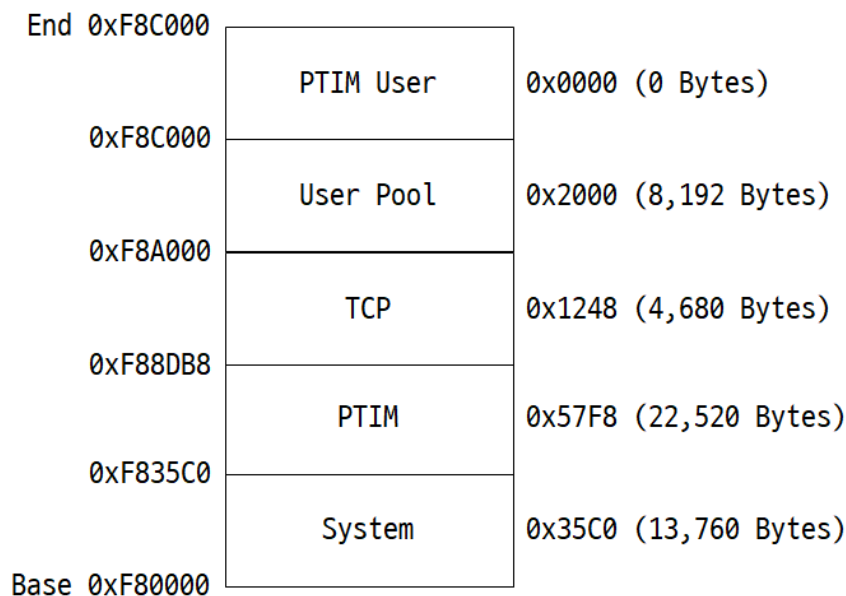 End 0xF8C000
PTIM User 0x0000 (0 Bytes)
0xF8C000
User Pool 0x2000 (8,192 Bytes)
0xF8A000
TCP 0x1248 (4,680 Bytes)
0xF88DB8
PTIM 0x57F8 (22,520 Bytes)
0xF835C0
System 0x35C0 (13,760 Bytes)
Base 0xF80000